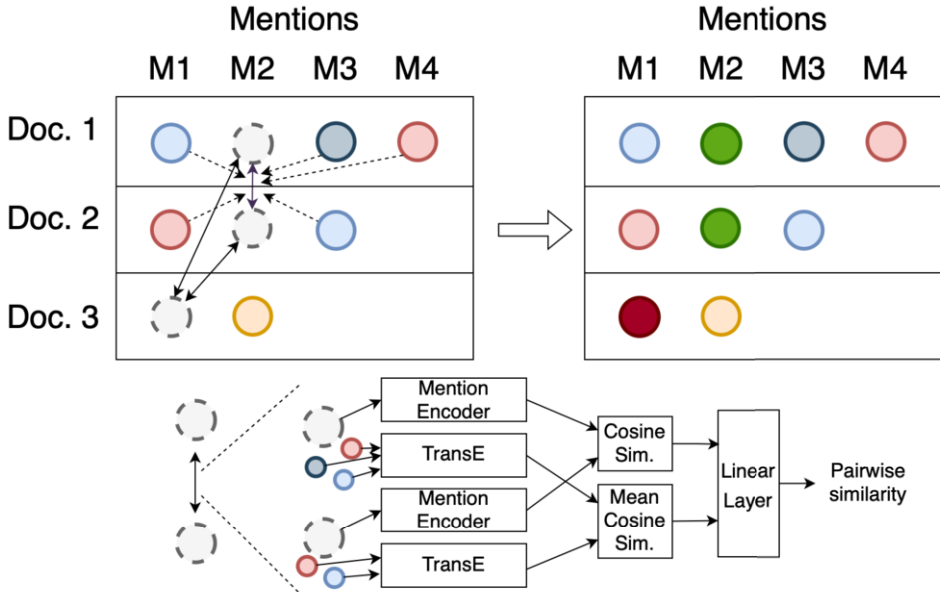 Mentions
M1 M2 M3 M4
Mentions
M1 M2 M3 M4
Doc. 1
Doc. 2
Doc. 3
Mention
Encoder
TransE
Mention
Encoder
TransE
Cosine
Sim.
Mean
Cosine
Sim.
Linear
Layer
Pairwise
similarity